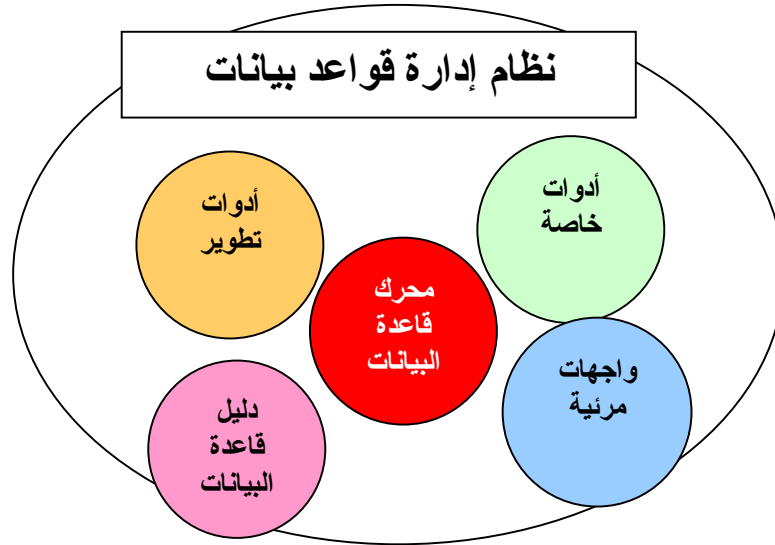 نظام إدارة قواعد بيانات
أدوات
خاصة
أدوات
تطوير
محرك
قاعدة
البيانات
واجهات
مرئية
دليل
قاعدة
البيانات